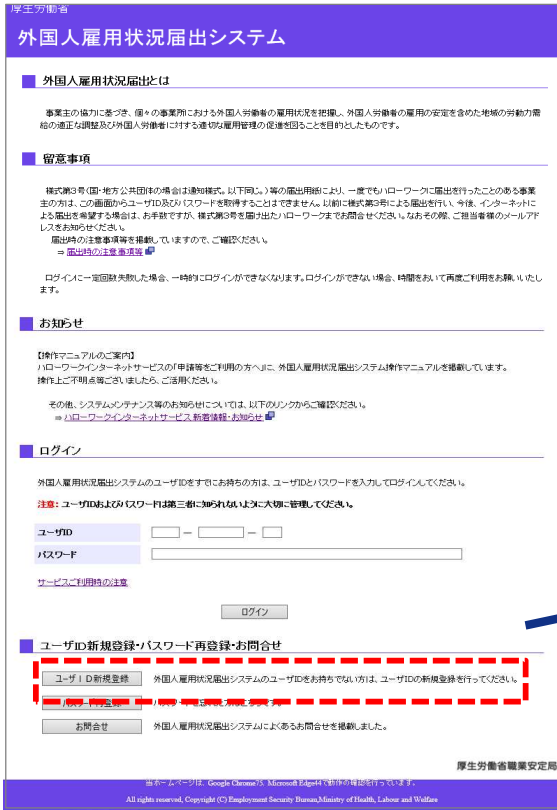 厚生労働省
外国人雇用状況届出システム
外国人雇用状況届出とは
事業主の協力に基づき、個々の事業所における外国人労働者の雇用状況を把握し、外国人労働者の雇用の安定を含めた地域の労働力需
給の適正な調整及び外国人労働者に対する適切な雇用管理の促進を図ることを目的としたものです。
留意事項
様式第3号(国・地方公共団体の場合は通知様式。以下同じ。)等の届出用紙により、一度でもハローワークに届出を行ったことのある事業
主の方は、この画面からユーザID及びパスワードを取得することはできません。以前に様式第3号による届出を行い、今後、インターネットに
よる届出を希望する場合は、お手数ですが、様式第3号を届け出たハローワークまでお問合せください。なおその際、ご担当者様のメールアド
レスをお知らせください。
届出時の注意事項等を掲載していますので、ご確認ください。
⇒ 届出時の注意事項等
ログインに一定回数失敗した場合、一時的にログインができなくなります。ログインができない場合、時間をおいて再度ご利用をお願いいたし
ます。
お知らせ
【操作マニュアルのご案内】
ハローワークインターネットサービスの「申請等をご利用の方へ」に、外国人雇用状況届出システム操作マニュアルを掲載しています。
操作上ご不明点等ございましたら、ご活用ください。
その他、システムメンテナンス等のお知らせについては、以下のリンクからご確認ください。
⇒ ハローワークインターネットサービス 新着情報・お知らせ
ログイン
外国人雇用状況届出システムのユーザIDをすでにお持ちの方は、ユーザIDとパスワードを入力してログインしてください。
注意: ユーザIDおよびパスワードは第三者に知られないように大切に管理してください。
ユーザID － －
パスワード
サービスご利用時の注意
ログイン
ユーザID新規登録・パスワード再登録・お問合せ
ユーザID新規登録 外国人雇用状況届出システムのユーザIDをお持ちでない方は、ユーザIDの新規登録を行ってください。
パスワード再登録
お問合せ 外国人雇用状況届出システムによくあるお問合せを掲載しました。
厚生労働省職業安定局
当ホームページは、Google Chrome75、Microsoft Edge44で動作の確認を行っています。
All rights reserved, Copyright (C) Employment Security Bureau,Ministry of Health, Labour and Welfare